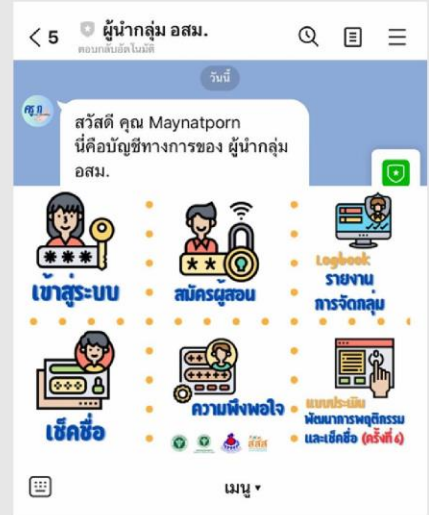 5
ผู้นำกลุ่ม อสม.
ตอบกลับอัตโนมัติ
วันนี้
สวัสดี คุณ Maynatporn
นี่คือบัญชีทางการของ ผู้นำกลุ่ม
อสม.
เข้าสู่ระบบ
สมัครผู้สอน
Logbook
รายงาน
การจัดกลุ่ม
เช็คชื่อ
ความพึงพอใจ
แบบประเมิน
พัฒนาการพฤติกรรม
และเช็คชื่อ (ครั้งที่ 4)
สสส
เมนู